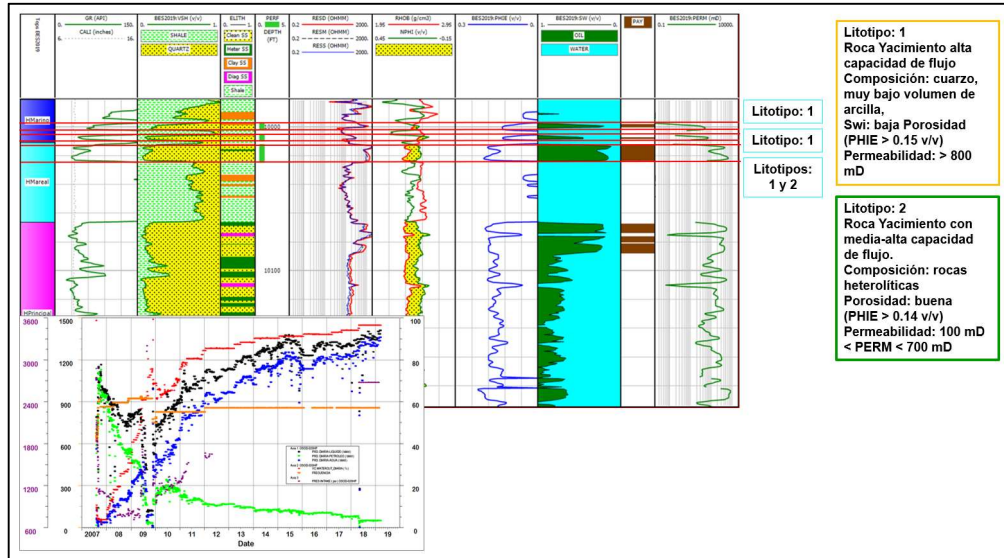 Tops BES2019
GR (API)
0. 150.
CALI (inches)
6. 16.
BES2019:VSH (v/v)
0. 1.
SHALE
QUARTZ
ELITH
0. 1.
Clean SS
Heter SS
Clay SS
Diag SS
Shale
PERF
0. 5.
DEPTH
(FT)
RESD (OHMM)
0.2 2000.
RESM (OHMM)
0.2 2000.
RESS (OHMM)
0.2 2000.
RHOB (g/cm3)
1.95 2.95
NPHI (v/v)
0.45 -0.15
BES2019:PHIE (v/v)
0.3 0.
BES2019:SW (v/v)
1. 0.
OIL
WATER
PAY
BES2019:PERM (mD)
10000.
HMarino
HMareal
HPrincipal
10000
10100
Litotipo: 1
Litotipo: 1
Litotipos:
1 y 2
Litotipo: 1
Roca Yacimiento alta
capacidad de flujo
Composición: cuarzo,
muy bajo volumen de
arcilla,
Swi: baja Porosidad
(PHIE > 0.15 v/v)
Permeabilidad: > 800
mD
Litotipo: 2
Roca Yacimiento con
media-alta capacidad
de flujo.
Composición: rocas
heterolíticas
Porosidad: buena
(PHIE > 0.14 v/v)
Permeabilidad: 100 mD
< PERM < 700 mD
3600 1500 100
3000 1200 80
2400 900 60
1800 600 40
1200 300 20
600 0 0
2007 08 09 10 11 12 13 14 15 16 17 18 19
Date